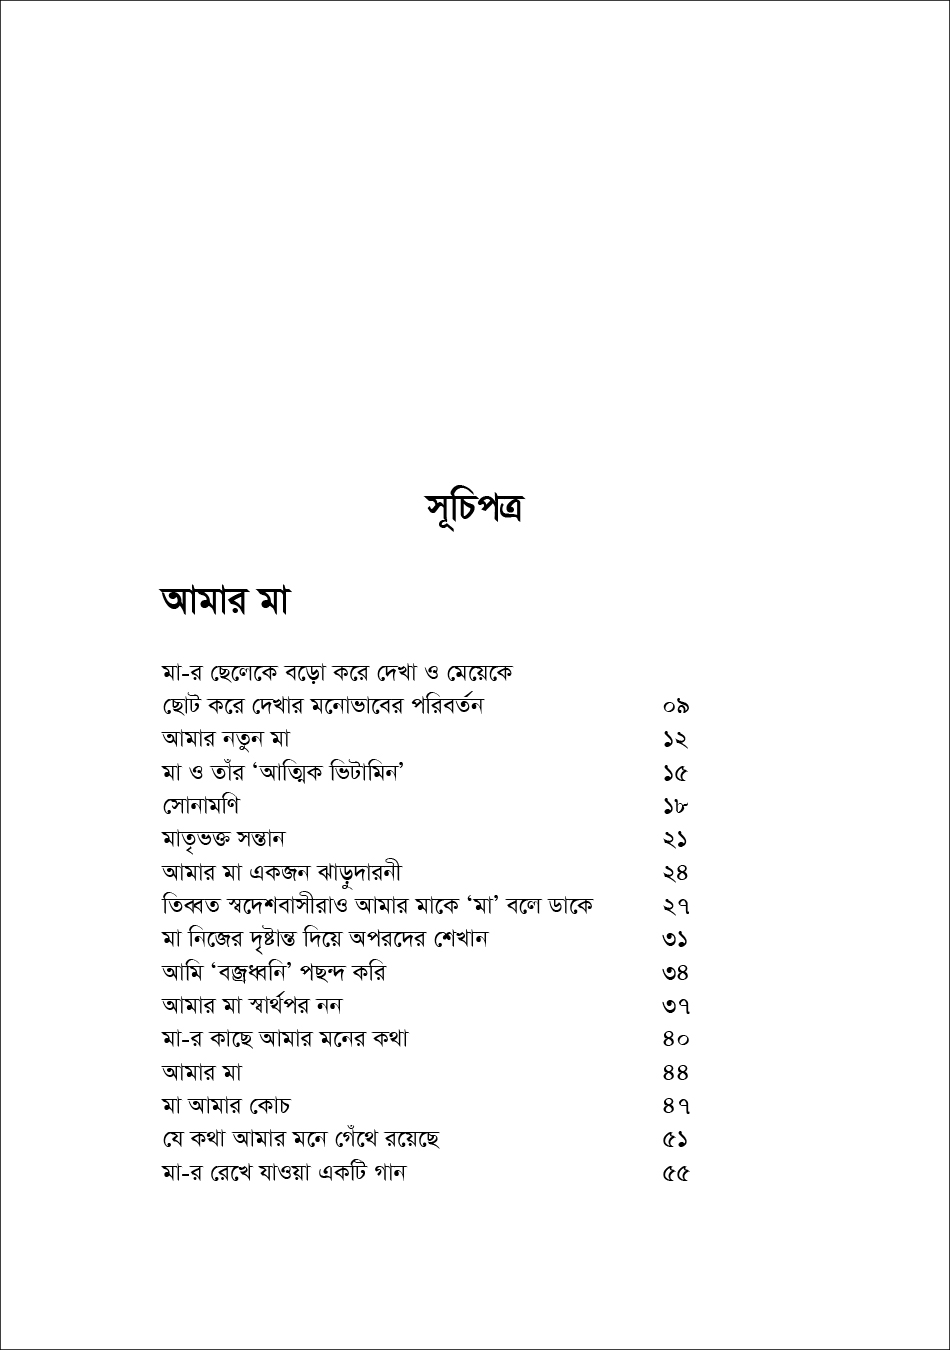 সূচিপত্র
আমার মা
মা-র ছেলেকে বড়ো করে দেখা ও মেয়েকে
ছোট করে দেখার মনোভাবের পরিবর্তন ০৯
আমার নতুন মা ১২
মা ও তাঁর ‘আত্মিক ভিটামিন’ ১৫
সোনামণি ১৮
মাতৃভক্ত সন্তান ২১
আমার মা একজন ঝাড়ুদারনী ২৪
তিব্বত স্বদেশবাসীরাও আমার মাকে ‘মা’ বলে ডাকে ২৭
মা নিজের দৃষ্টান্ত দিয়ে অপরদের শেখান ৩১
আমি ‘বজ্রধ্বনি’ পছন্দ করি ৩৪
আমার মা স্বার্থপর নন ৩৭
মা-র কাছে আমার মনের কথা ৪০
আমার মা ৪৪
মা আমার কোচ ৪৭
যে কথা আমার মনে গেঁথে রয়েছে ৫১
মা-র রেখে যাওয়া একটি গান ৫৫